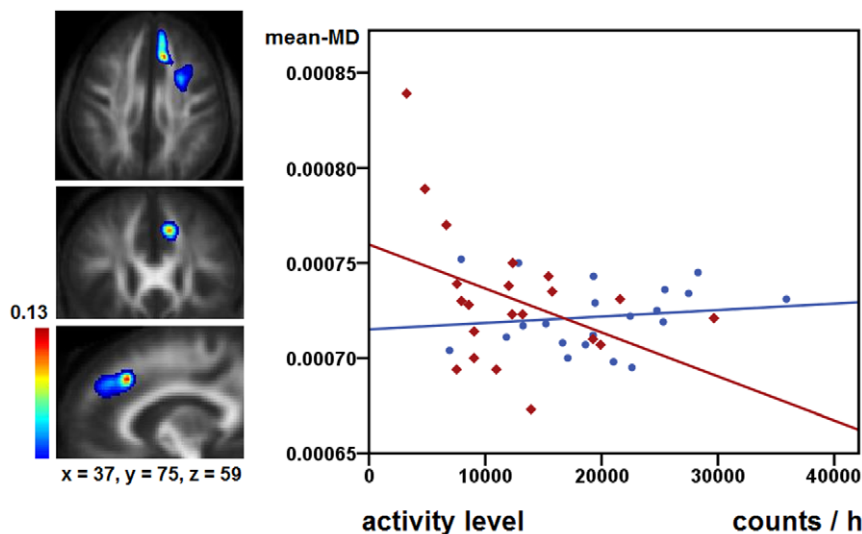 mean-MD
0.00085
0.00080
0.00075
0.00070
0.00065
0.13
0 10000 20000 30000 40000
x = 37, y = 75, z = 59
activity level counts / h